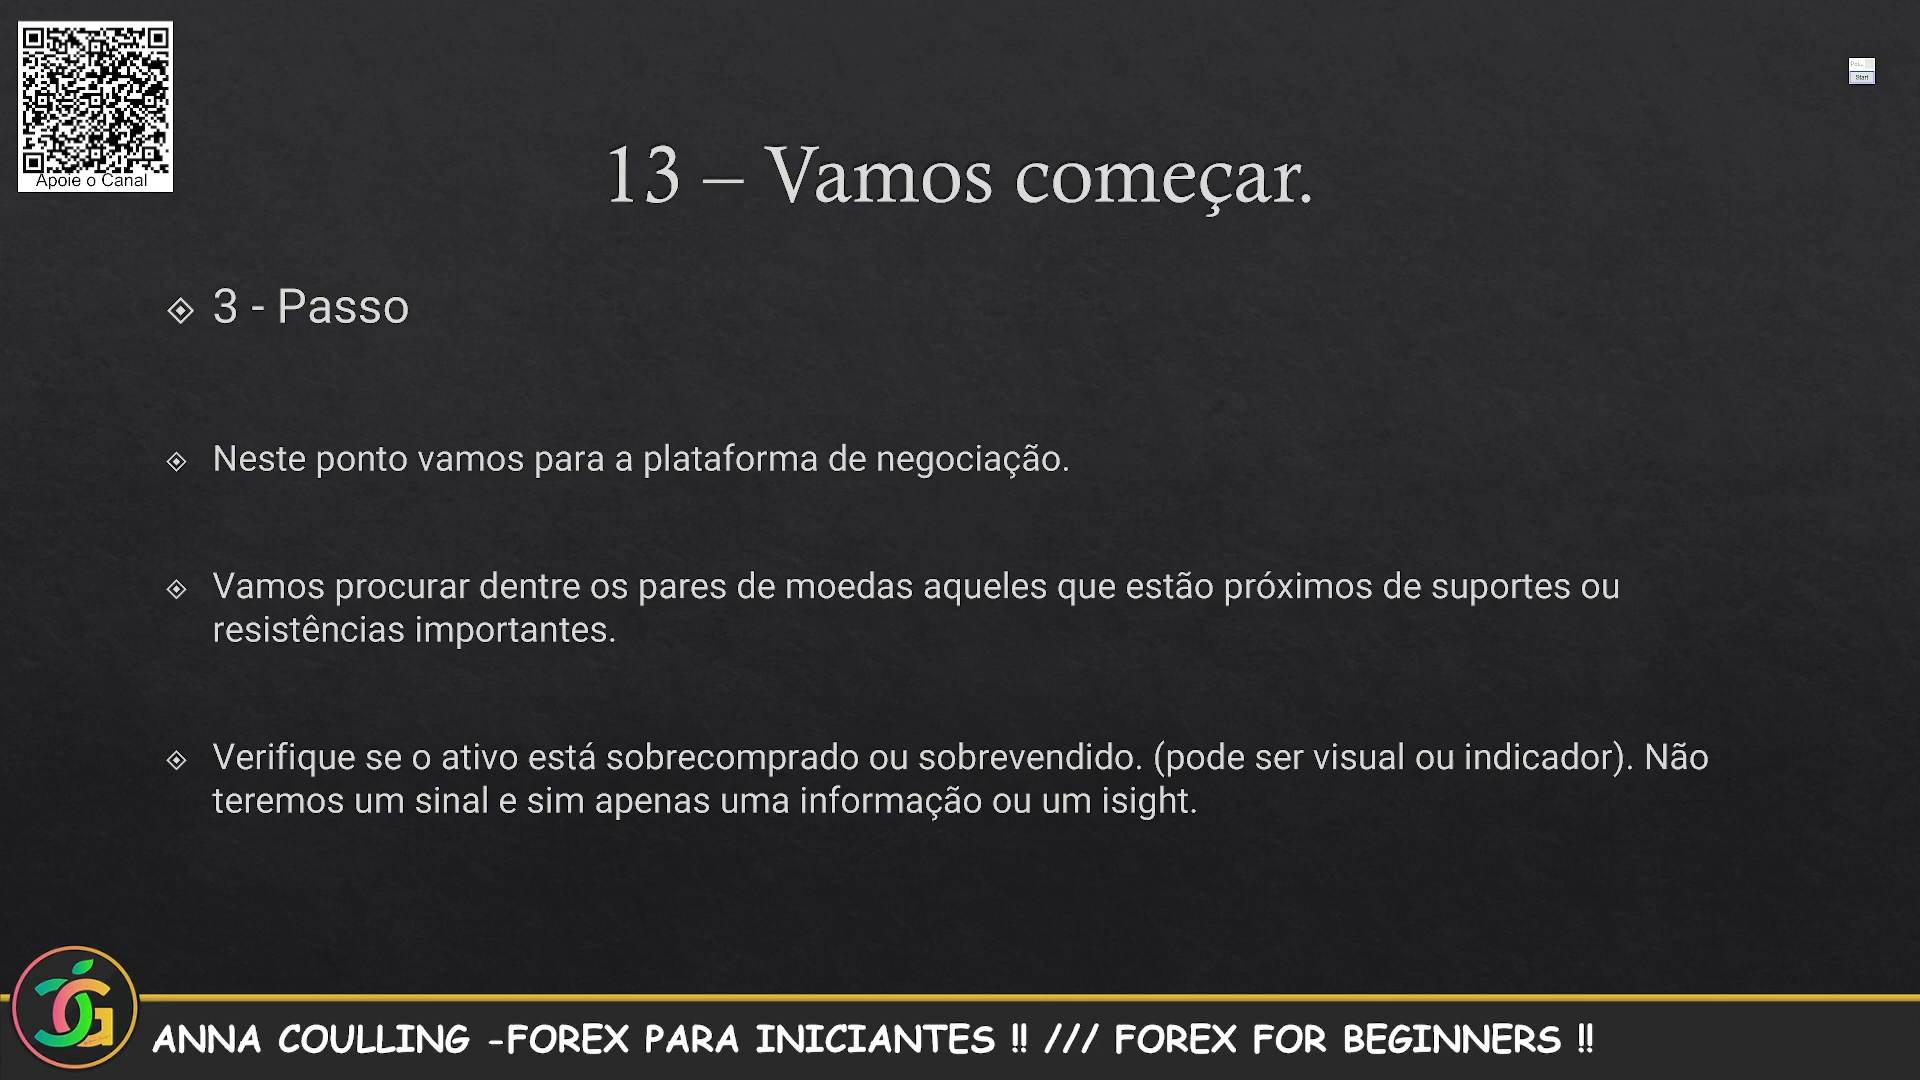 Apoie o Canal
Start
13 – Vamos começar.
3 - Passo
Neste ponto vamos para a plataforma de negociação.
Vamos procurar dentre os pares de moedas aqueles que estão próximos de suportes ou
resistências importantes.
Verifique se o ativo está sobrecomprado ou sobrevendido. (pode ser visual ou indicador). Não
teremos um sinal e sim apenas uma informação ou um isight.
ANNA COULLING -FOREX PARA INICIANTES !! /// FOREX FOR BEGINNERS !!